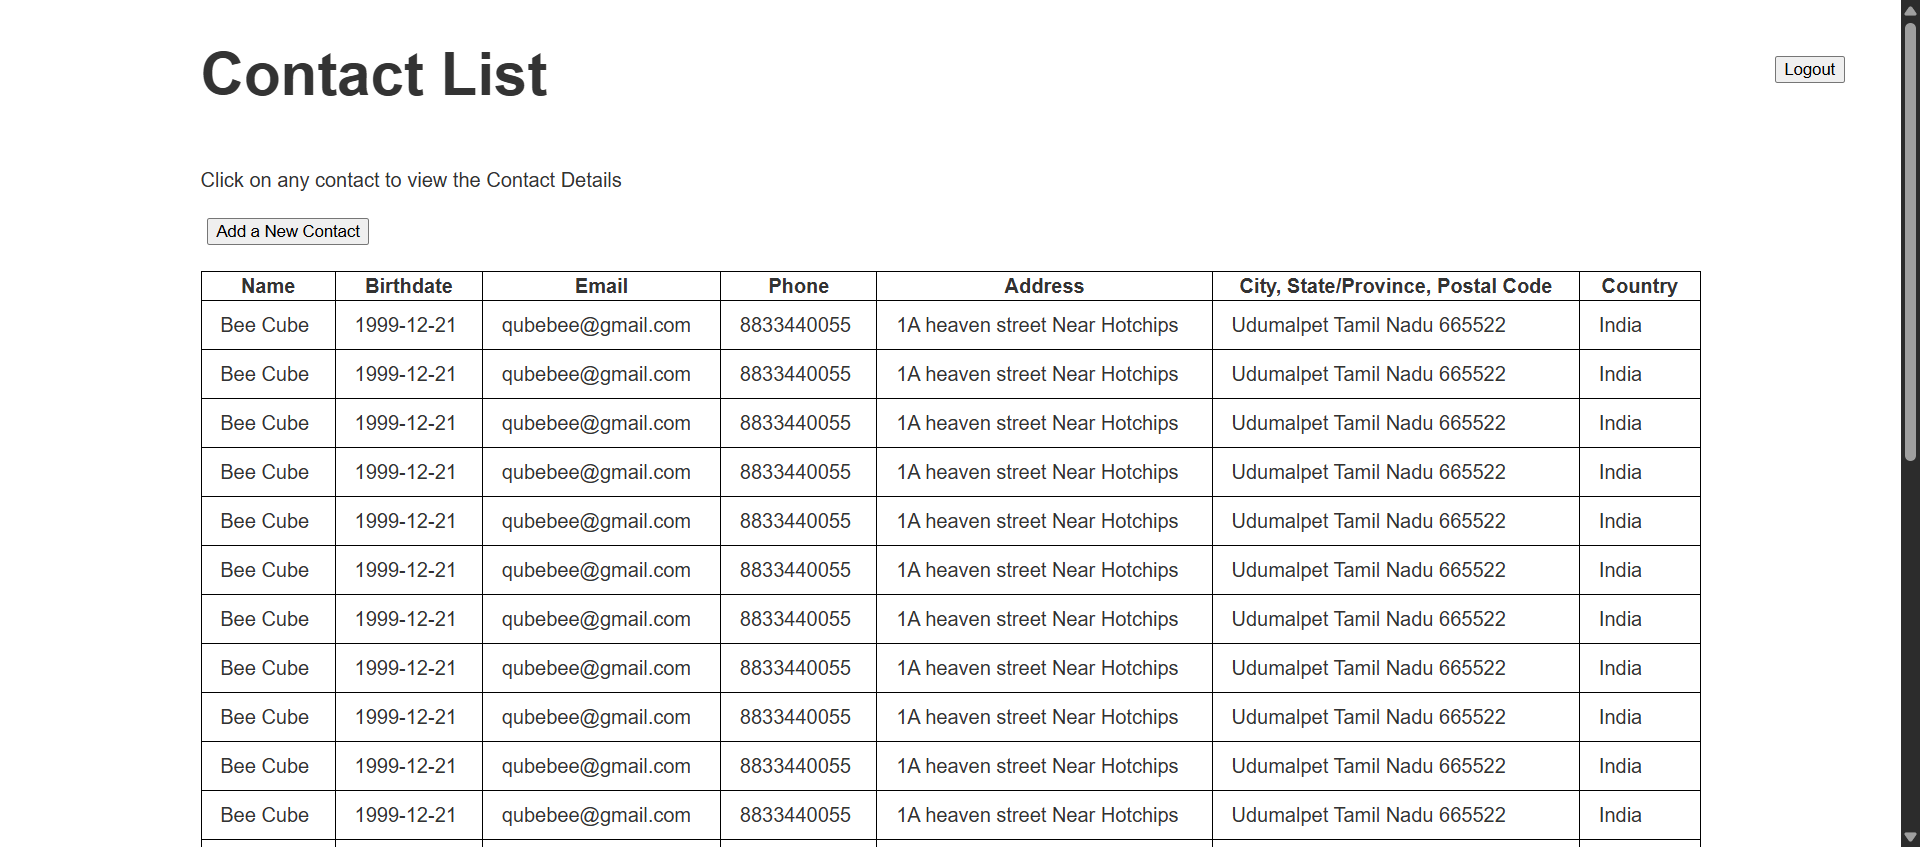 Contact List
Logout
Click on any contact to view the Contact Details
Add a New Contact
Name Birthdate Email Phone Address City, State/Province, Postal Code Country
Bee Cube 1999-12-21 qubebee@gmail.com 8833440055 1A heaven street Near Hotchips Udumalpet Tamil Nadu 665522 India
Bee Cube 1999-12-21 qubebee@gmail.com 8833440055 1A heaven street Near Hotchips Udumalpet Tamil Nadu 665522 India
Bee Cube 1999-12-21 qubebee@gmail.com 8833440055 1A heaven street Near Hotchips Udumalpet Tamil Nadu 665522 India
Bee Cube 1999-12-21 qubebee@gmail.com 8833440055 1A heaven street Near Hotchips Udumalpet Tamil Nadu 665522 India
Bee Cube 1999-12-21 qubebee@gmail.com 8833440055 1A heaven street Near Hotchips Udumalpet Tamil Nadu 665522 India
Bee Cube 1999-12-21 qubebee@gmail.com 8833440055 1A heaven street Near Hotchips Udumalpet Tamil Nadu 665522 India
Bee Cube 1999-12-21 qubebee@gmail.com 8833440055 1A heaven street Near Hotchips Udumalpet Tamil Nadu 665522 India
Bee Cube 1999-12-21 qubebee@gmail.com 8833440055 1A heaven street Near Hotchips Udumalpet Tamil Nadu 665522 India
Bee Cube 1999-12-21 qubebee@gmail.com 8833440055 1A heaven street Near Hotchips Udumalpet Tamil Nadu 665522 India
Bee Cube 1999-12-21 qubebee@gmail.com 8833440055 1A heaven street Near Hotchips Udumalpet Tamil Nadu 665522 India
Bee Cube 1999-12-21 qubebee@gmail.com 8833440055 1A heaven street Near Hotchips Udumalpet Tamil Nadu 665522 India